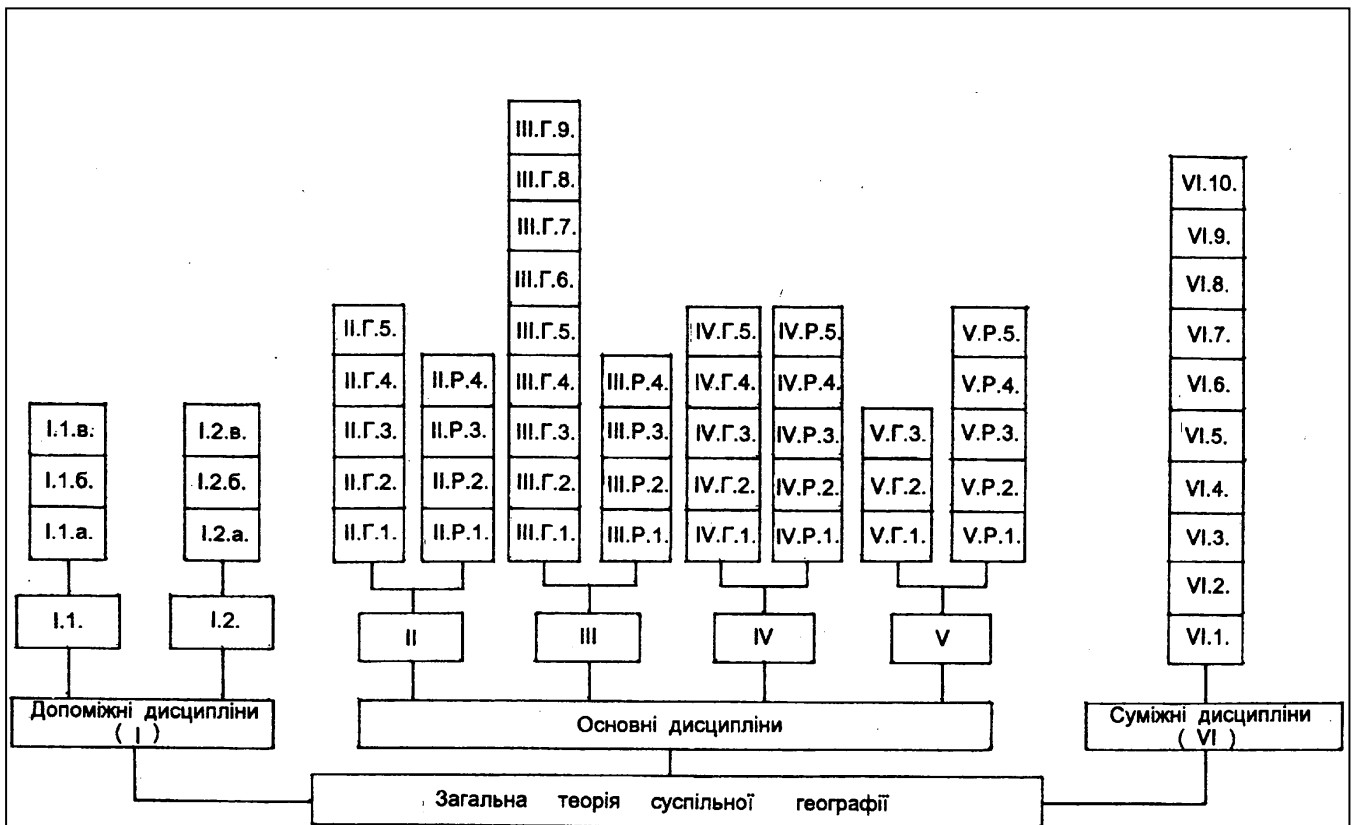 III.Г.9.
III.Г.8.
VI.10.
III.Г.7.
VI.9.
III.Г.6.
VI.8.
II.Г.5. III.Г.5. IV.Г.5. IV.Р.5. V.Р.5. VI.7.
II.Г.4. II.Р.4. III.Г.4. III.Р.4. IV.Г.4. IV.Р.4. V.Р.4. VI.6.
I.1.в. I.2.в. II.Г.3. II.Р.3. III.Г.3. III.Р.3. IV.Г.3. IV.Р.3. V.Г.3. V.Р.3. VI.5.
I.1.б. I.2.б. II.Г.2. II.Р.2. III.Г.2. III.Р.2. IV.Г.2. IV.Р.2. V.Г.2. V.Р.2. VI.4.
I.1.а. I.2.а. II.Г.1. II.Р.1. III.Г.1. III.Р.1. IV.Г.1. IV.Р.1. V.Г.1. V.Р.1. VI.3.
VI.2.
I.1. I.2. II III IV V VI.1.
Допоміжні дисципліни
( I )
Основні дисципліни
Суміжні дисципліни
( VI )
Загальна теорія суспільної географії